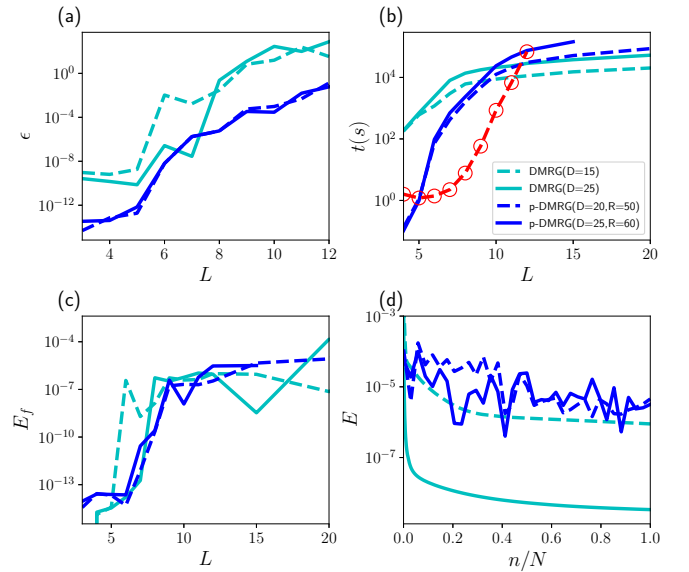 (a)
(b)
10^0
10^-4
10^-8
10^-12
ϵ
4
6
8
10
12
L
10^4
10^2
10^0
t(s)
DMRG(D=15)
DMRG(D=25)
p-DMRG(D=20,R=50)
p-DMRG(D=25,R=60)
5
10
15
20
L
(c)
(d)
10^-4
10^-7
10^-10
10^-13
E_f
5
10
15
20
L
10^-3
10^-5
10^-7
E
0.0
0.2
0.4
0.6
0.8
1.0
n/N